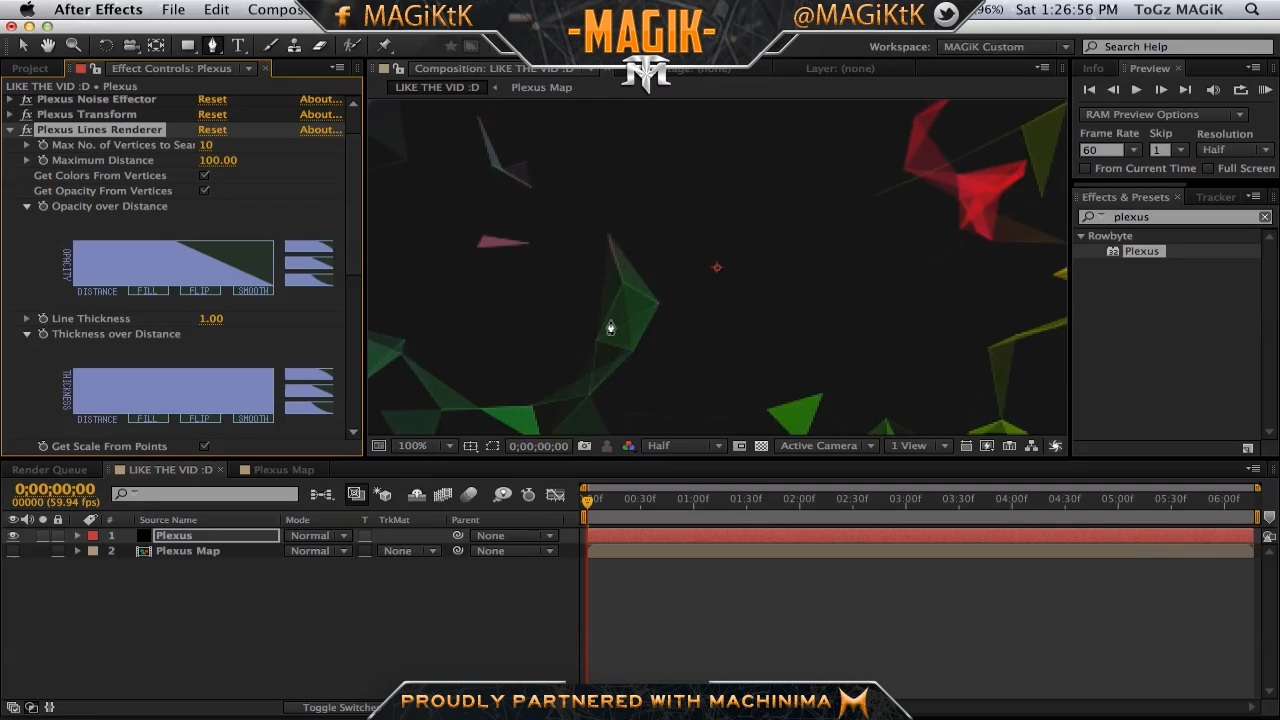 After Effects File Edit Compos
f MAGiKtK
-MAGIK-
@MAGiKtK
96%) Sat 1:26:56 PM ToGz MAGiK
Workspace: MAGiK Custom
Search Help
Project Effect Controls: Plexus
Composition: LIKE THE VID :D
(none)
Layer: (none)
Info Preview
LIKE THE VID :D • Plexus
LIKE THE VID :D Plexus Map
fx Plexus Noise Effector Reset About...
fx Plexus Transform Reset About...
fx Plexus Lines Renderer Reset About...
Max No. of Vertices to Sear 10
Maximum Distance 100.00
Get Colors From Vertices
Get Opacity From Vertices
Opacity over Distance
OPACITY
DISTANCE FILL FLIP SMOOTH
Line Thickness 1.00
Thickness over Distance
THICKNESS
DISTANCE FILL FLIP SMOOTH
Get Scale From Points
RAM Preview Options
Frame Rate Skip Resolution
60 1 Half
From Current Time Full Screen
Effects & Presets Tracker
plexus
Rowbyte
32 Plexus
100% 0;00;00;00 Half Active Camera 1 View
Render Queue LIKE THE VID :D Plexus Map
0;00;00;00
00000 (59.94 fps)
:00f 00:30f 01:00f 01:30f 02:00f 02:30f 03:00f 03:30f 04:00f 04:30f 05:00f 05:30f 06:00f
# Source Name Mode T TrkMat Parent
1 Plexus Normal None
2 Plexus Map Normal None None
Toggle Switches
PROUDLY PARTNERED WITH MACHINIMA